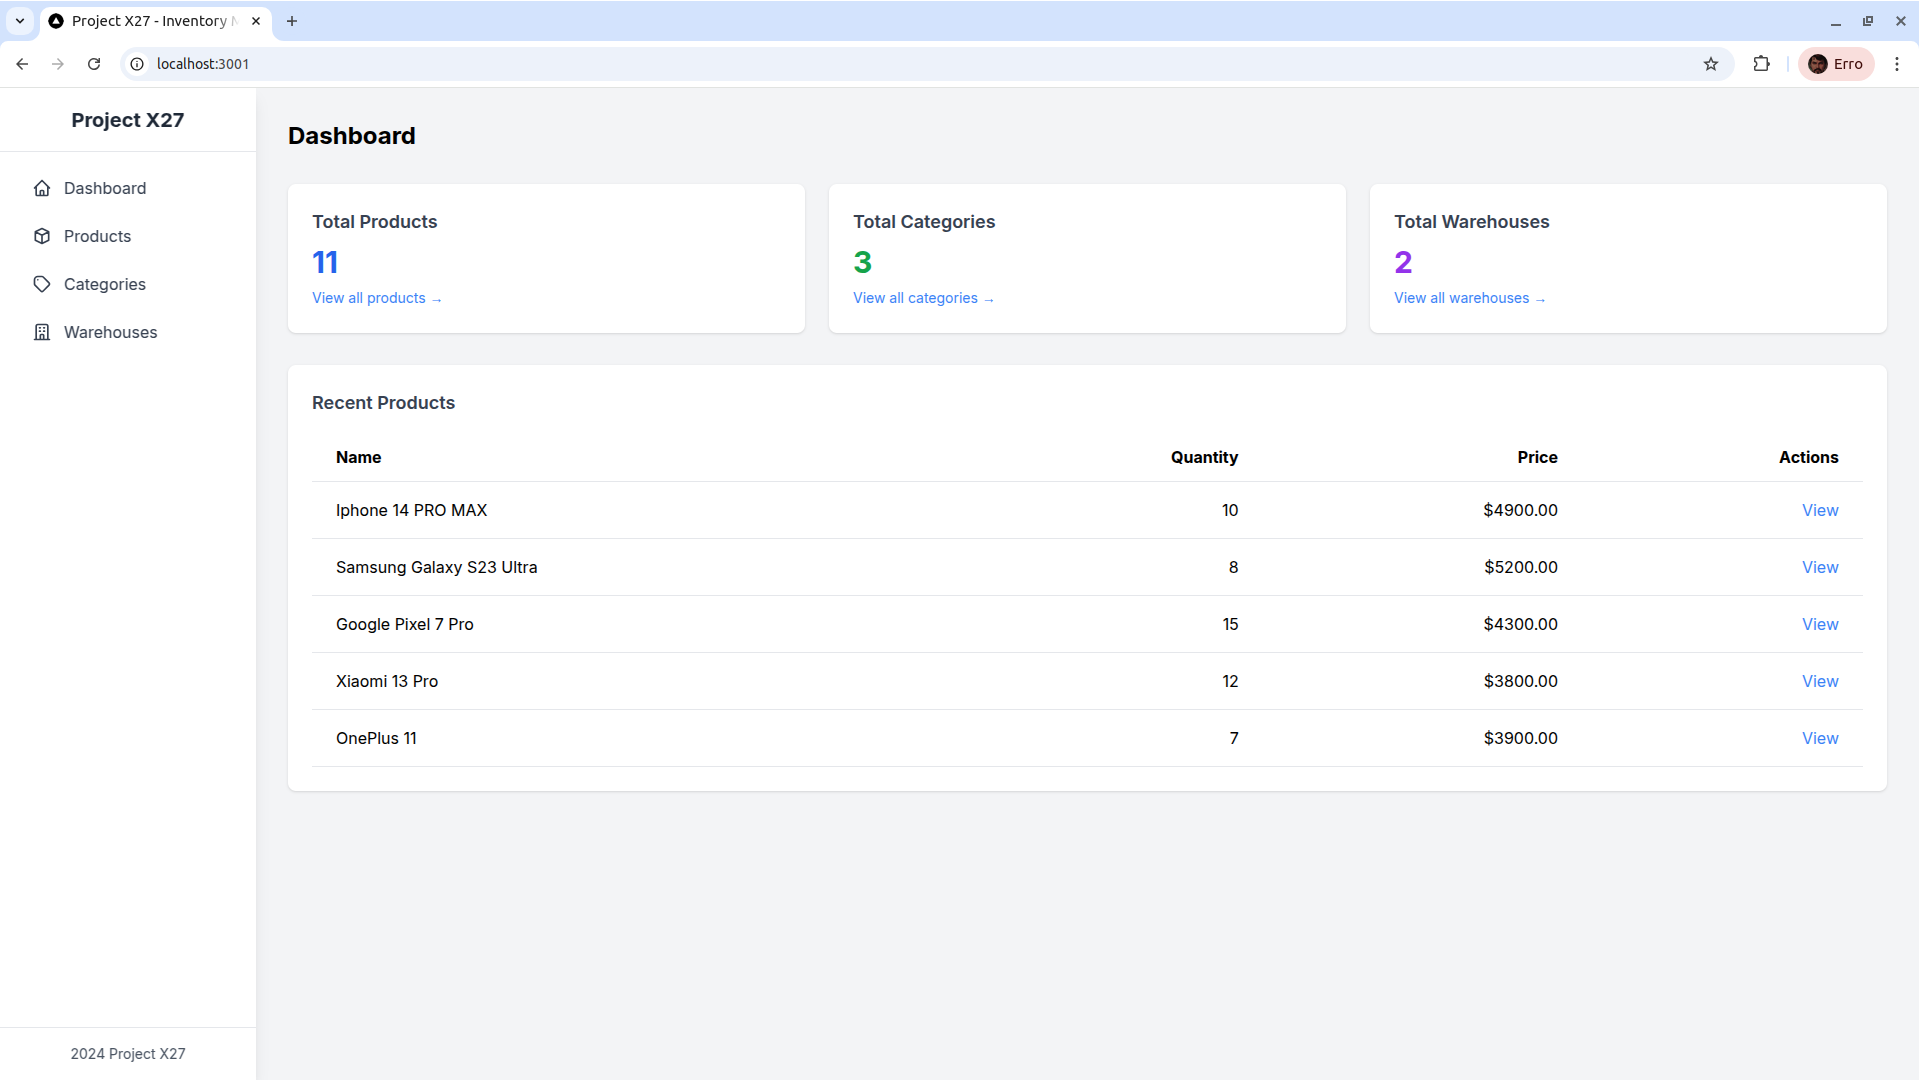 Project X27 - Inventory
localhost:3001
Erro
Project X27
Dashboard
Products
Categories
Warehouses
2024 Project X27
Dashboard
Total Products
11
View all products →
Total Categories
3
View all categories →
Total Warehouses
2
View all warehouses →
Recent Products
Name Quantity Price Actions
Iphone 14 PRO MAX 10 $4900.00 View
Samsung Galaxy S23 Ultra 8 $5200.00 View
Google Pixel 7 Pro 15 $4300.00 View
Xiaomi 13 Pro 12 $3800.00 View
OnePlus 11 7 $3900.00 View